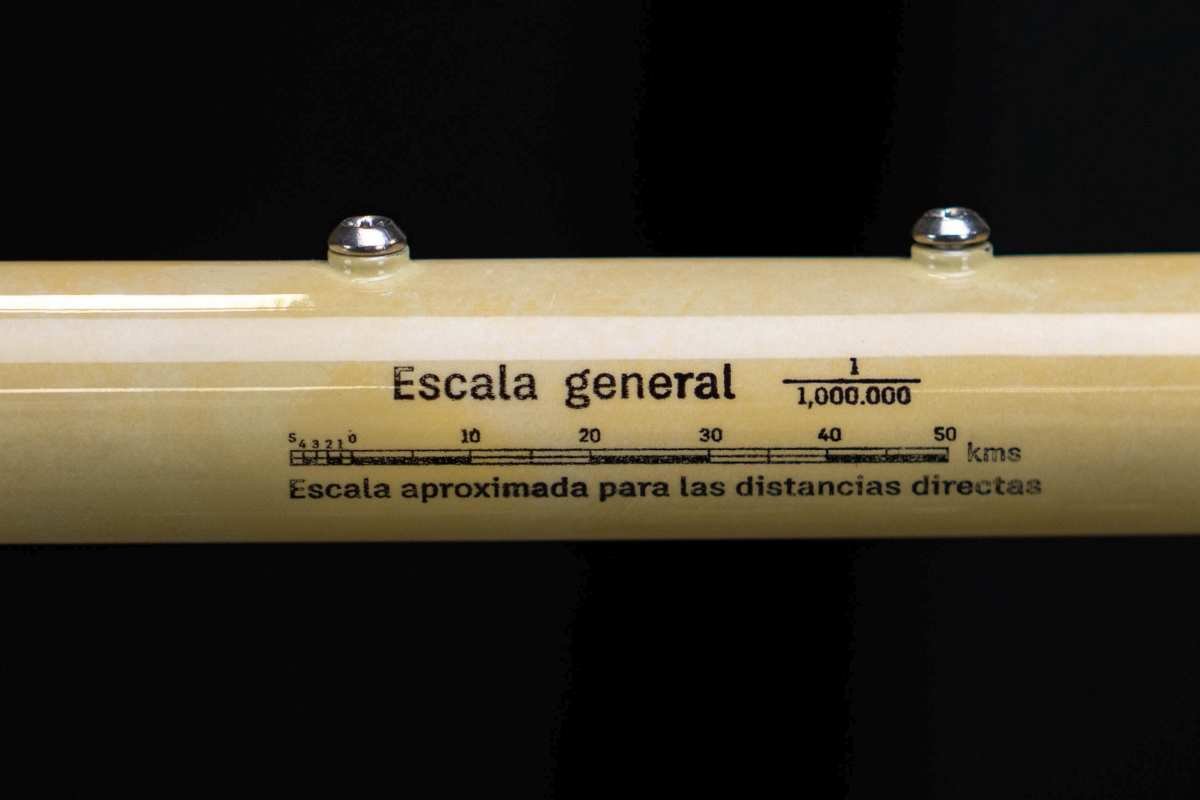 Escala general 1/1,000.000
5 4 3 2 1 0 10 20 30 40 50 kms
Escala aproximada para las distancias directas